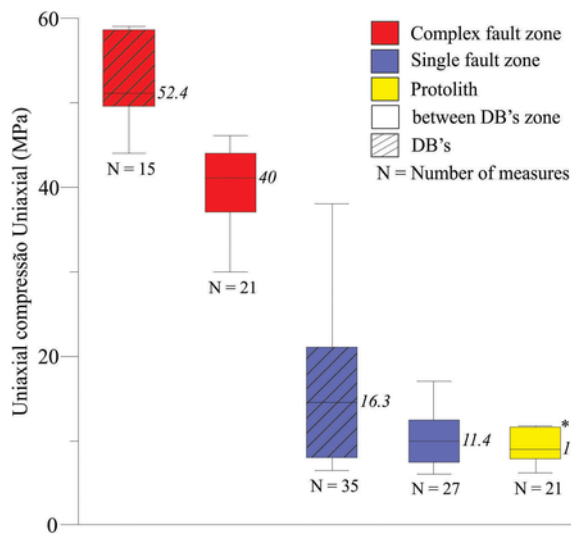 60
40
20
0
Uniaxial compressão Uniaxial (MPa)
Complex fault zone
Single fault zone
Protolith
between DB's zone
DB's
N = Number of measures
52.4
N = 15
40
N = 21
16.3
N = 35
11.4
N = 27
*
1
N = 21